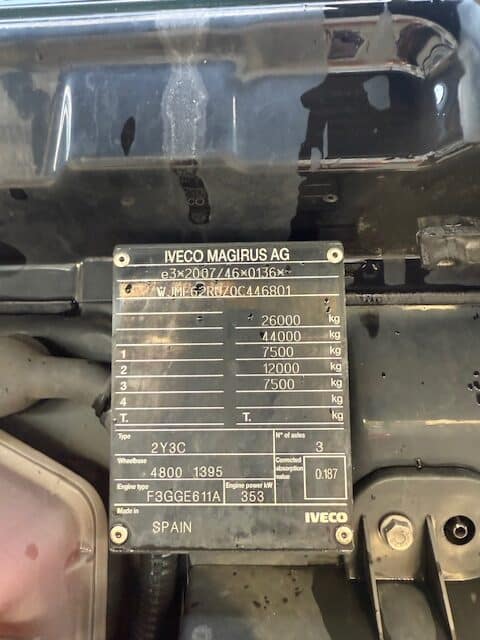 IVECO MAGIRUS AG
e3*2007/46*0136*
26000 kg
44000 kg
1 7500 kg
2 12000 kg
3 7500 kg
4 kg
T. T. kg
Type 2Y3C
N° of axles 3
Wheelbase 4800 1395
Corrected absorption value 0.187
Engine type F3GGE611A
Engine power kW 353
Made in SPAIN
IVECO